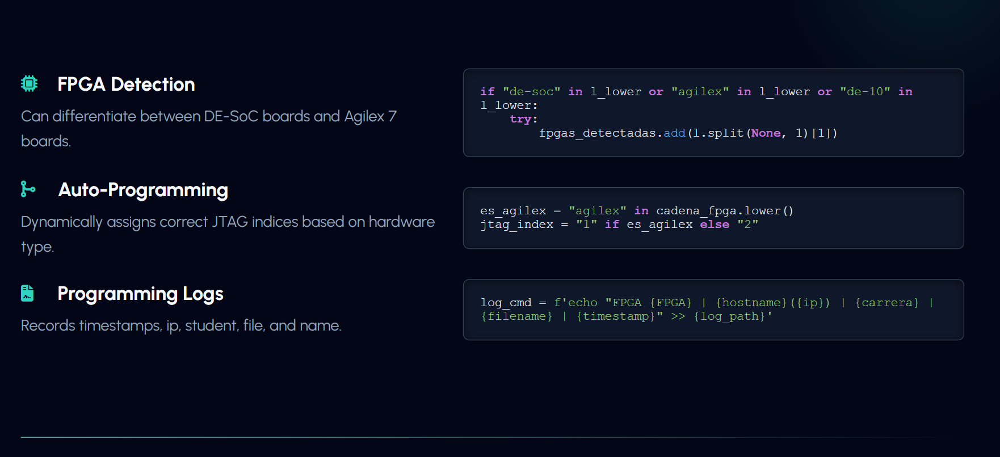 FPGA Detection
Can differentiate between DE-SoC boards and Agilex 7
boards.
if "de-soc" in l_lower or "agilex" in l_lower or "de-10" in
l_lower:
    try:
        fpgas_detectadas.add(l.split(None, 1)[1])
Auto-Programming
Dynamically assigns correct JTAG indices based on hardware
type.
es_agilex = "agilex" in cadena_fpga.lower()
jtag_index = "1" if es_agilex else "2"
Programming Logs
Records timestamps, ip, student, file, and name.
log_cmd = f'echo "FPGA {FPGA} | {hostname}({ip}) | {carrera} |
{filename} | {timestamp}" >> {log_path}'